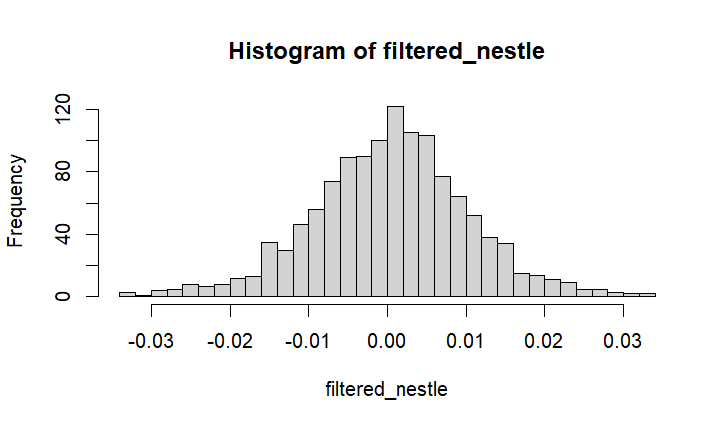 Histogram of filtered_nestle
Frequency
120
80
40
0
-0.03 -0.02 -0.01 0.00 0.01 0.02 0.03
filtered_nestle